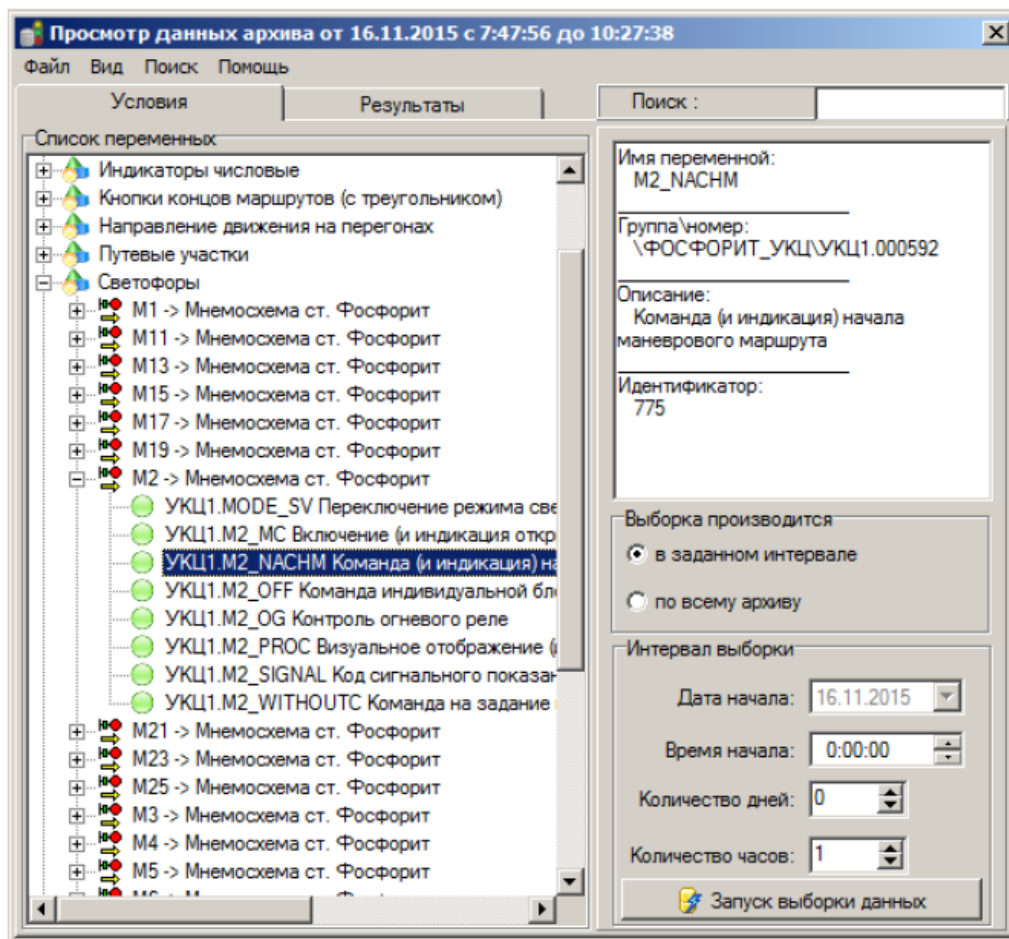 Просмотр данных архива от 16.11.2015 с 7:47:56 до 10:27:38
Файл Вид Поиск Помощь
Условия
Результаты
Поиск :
Список переменных
Индикаторы числовые
Кнопки концов маршрутов (с треугольником)
Направление движения на перегонах
Путевые участки
Светофоры
М1 -> Мнемосхема ст. Фосфорит
М11 -> Мнемосхема ст. Фосфорит
М13 -> Мнемосхема ст. Фосфорит
М15 -> Мнемосхема ст. Фосфорит
М17 -> Мнемосхема ст. Фосфорит
М19 -> Мнемосхема ст. Фосфорит
М2 -> Мнемосхема ст. Фосфорит
УКЦ1.MODE_SV Переключение режима све
УКЦ1.M2_MC Включение (и индикация откр
УКЦ1.M2_NACHM Команда (и индикация) на
УКЦ1.M2_OFF Команда индивидуальной бл
УКЦ1.M2_OG Контроль огневого реле
УКЦ1.M2_PROC Визуальное отображение (
УКЦ1.M2_SIGNAL Код сигнального показан
УКЦ1.M2_WITHOUTC Команда на задание
М21 -> Мнемосхема ст. Фосфорит
М23 -> Мнемосхема ст. Фосфорит
М25 -> Мнемосхема ст. Фосфорит
М3 -> Мнемосхема ст. Фосфорит
М4 -> Мнемосхема ст. Фосфорит
М5 -> Мнемосхема ст. Фосфорит
Имя переменной:
M2_NACHM
Группа\номер:
\ФОСФОРИТ_УКЦ\УКЦ1.000592
Описание:
Команда (и индикация) начала
маневрового маршрута
Идентификатор:
775
Выборка производится
в заданном интервале
по всему архиву
Интервал выборки
Дата начала: 16.11.2015
Время начала: 0:00:00
Количество дней: 0
Количество часов: 1
Запуск выборки данных